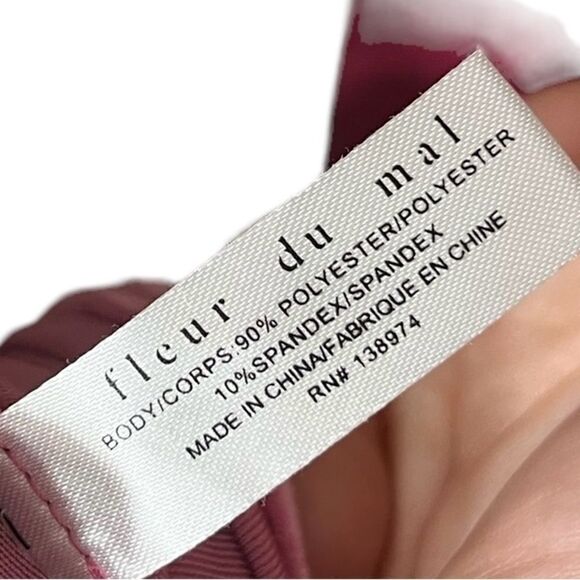 fleur du mal
BODY/CORPS:90% POLYESTER/POLYESTER
10%SPANDEX/SPANDEX
MADE IN CHINA/FABRIQUE EN CHINE
RN# 138974